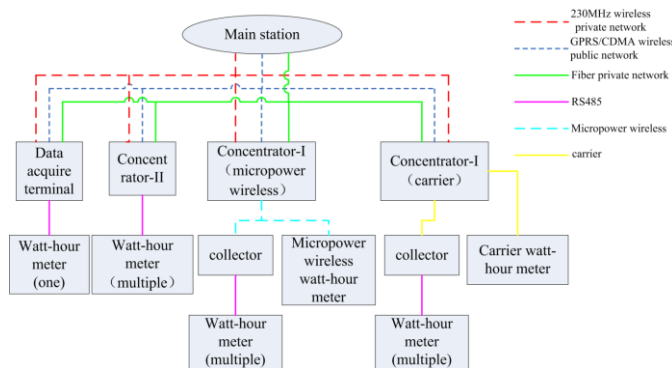 Main station
230MHz wireless
private network
GPRS/CDMA wireless
public network
Fiber private network
RS485
Micropower wireless
carrier
Data
acquire
terminal
Concent
rator-II
Concentrator-I
（micropower
wireless）
Concentrator-I
（carrier）
Watt-hour
meter
(one)
Watt-hour
meter
（multiple）
collector
Micropower
wireless
watt-hour
meter
collector
Carrier watt-
hour meter
Watt-hour
meter
(multiple)
Watt-hour
meter
(multiple)